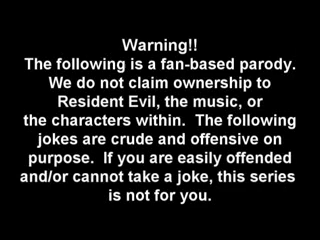 Warning!!
The following is a fan-based parody.
We do not claim ownership to
Resident Evil, the music, or
the characters within.  The following
jokes are crude and offensive on
purpose.  If you are easily offended
and/or cannot take a joke, this series
is not for you.